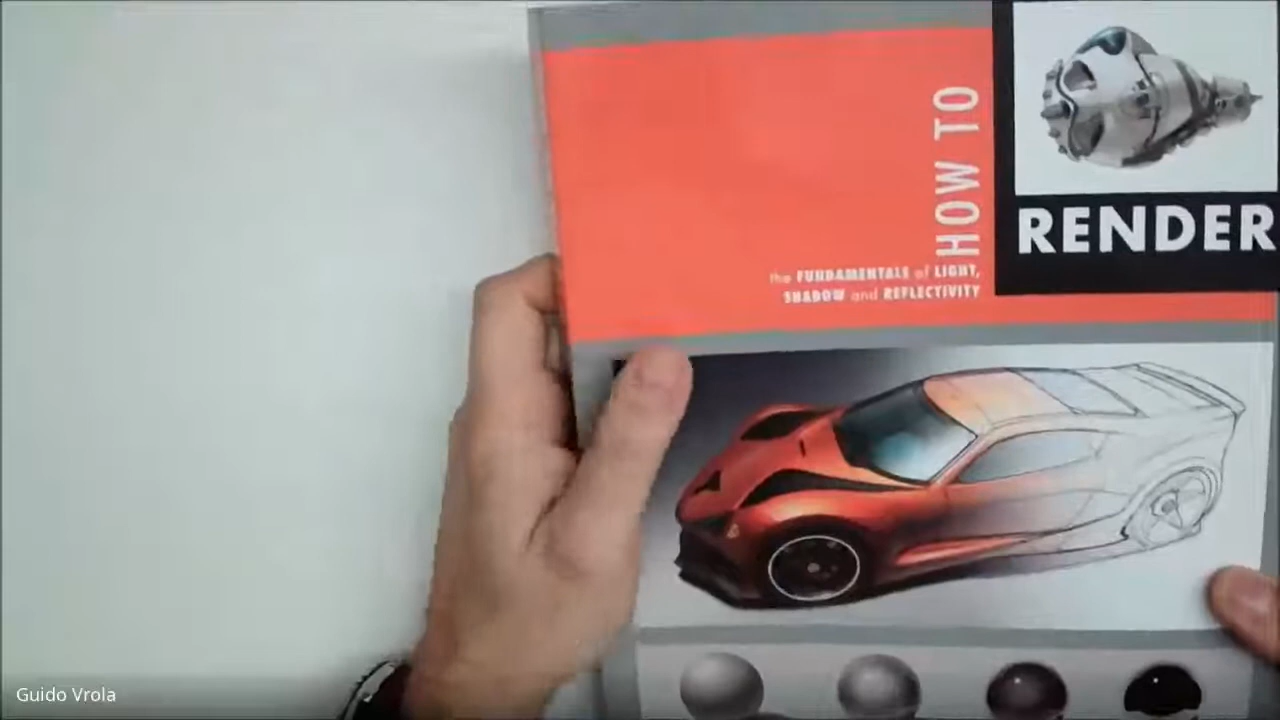 HOW TO
RENDER
the FUNDAMENTALS of LIGHT,
SHADOW and REFLECTIVITY
Guido Vrola